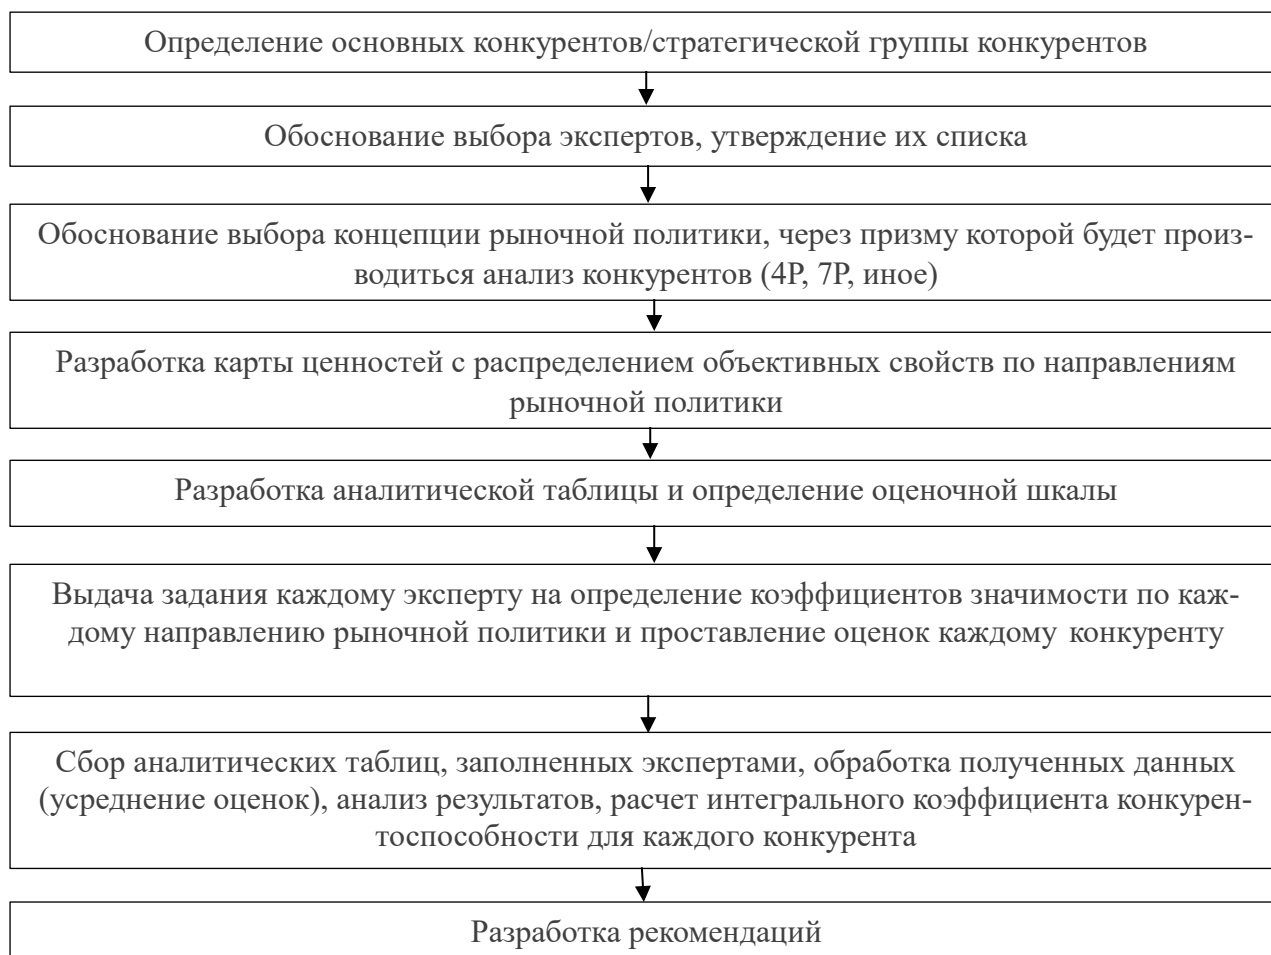 Определение основных конкурентов/стратегической группы конкурентов
Обоснование выбора экспертов, утверждение их списка
Обоснование выбора концепции рыночной политики, через призму которой будет произ-
водиться анализ конкурентов (4Р, 7Р, иное)
Разработка карты ценностей с распределением объективных свойств по направлениям
рыночной политики
Разработка аналитической таблицы и определение оценочной шкалы
Выдача задания каждому эксперту на определение коэффициентов значимости по каж-
дому направлению рыночной политики и проставление оценок каждому конкуренту
Сбор аналитических таблиц, заполненных экспертами, обработка полученных данных
(усреднение оценок), анализ результатов, расчет интегрального коэффициента конкурен-
тоспособности для каждого конкурента
Разработка рекомендаций